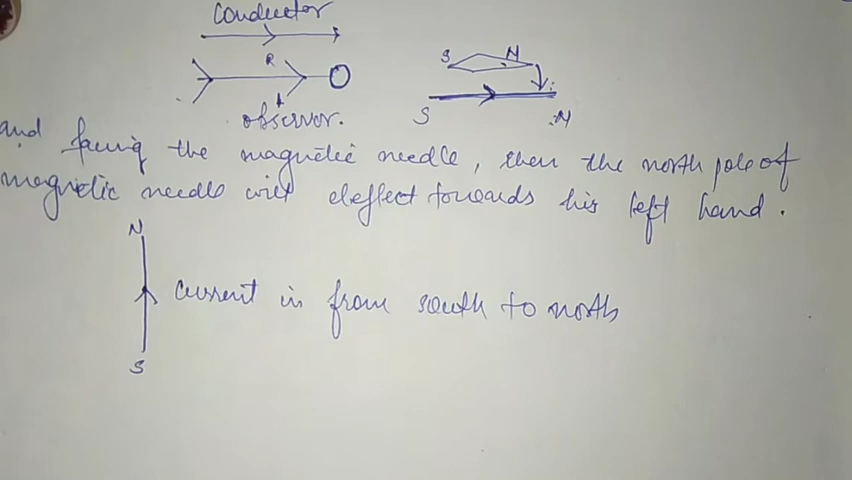 conductor
R
observer.
S N
S N
and facing the magnetic needle, then the north pole of
magnetic needle will deflect towards his left hand.
N
current in from south to north
S